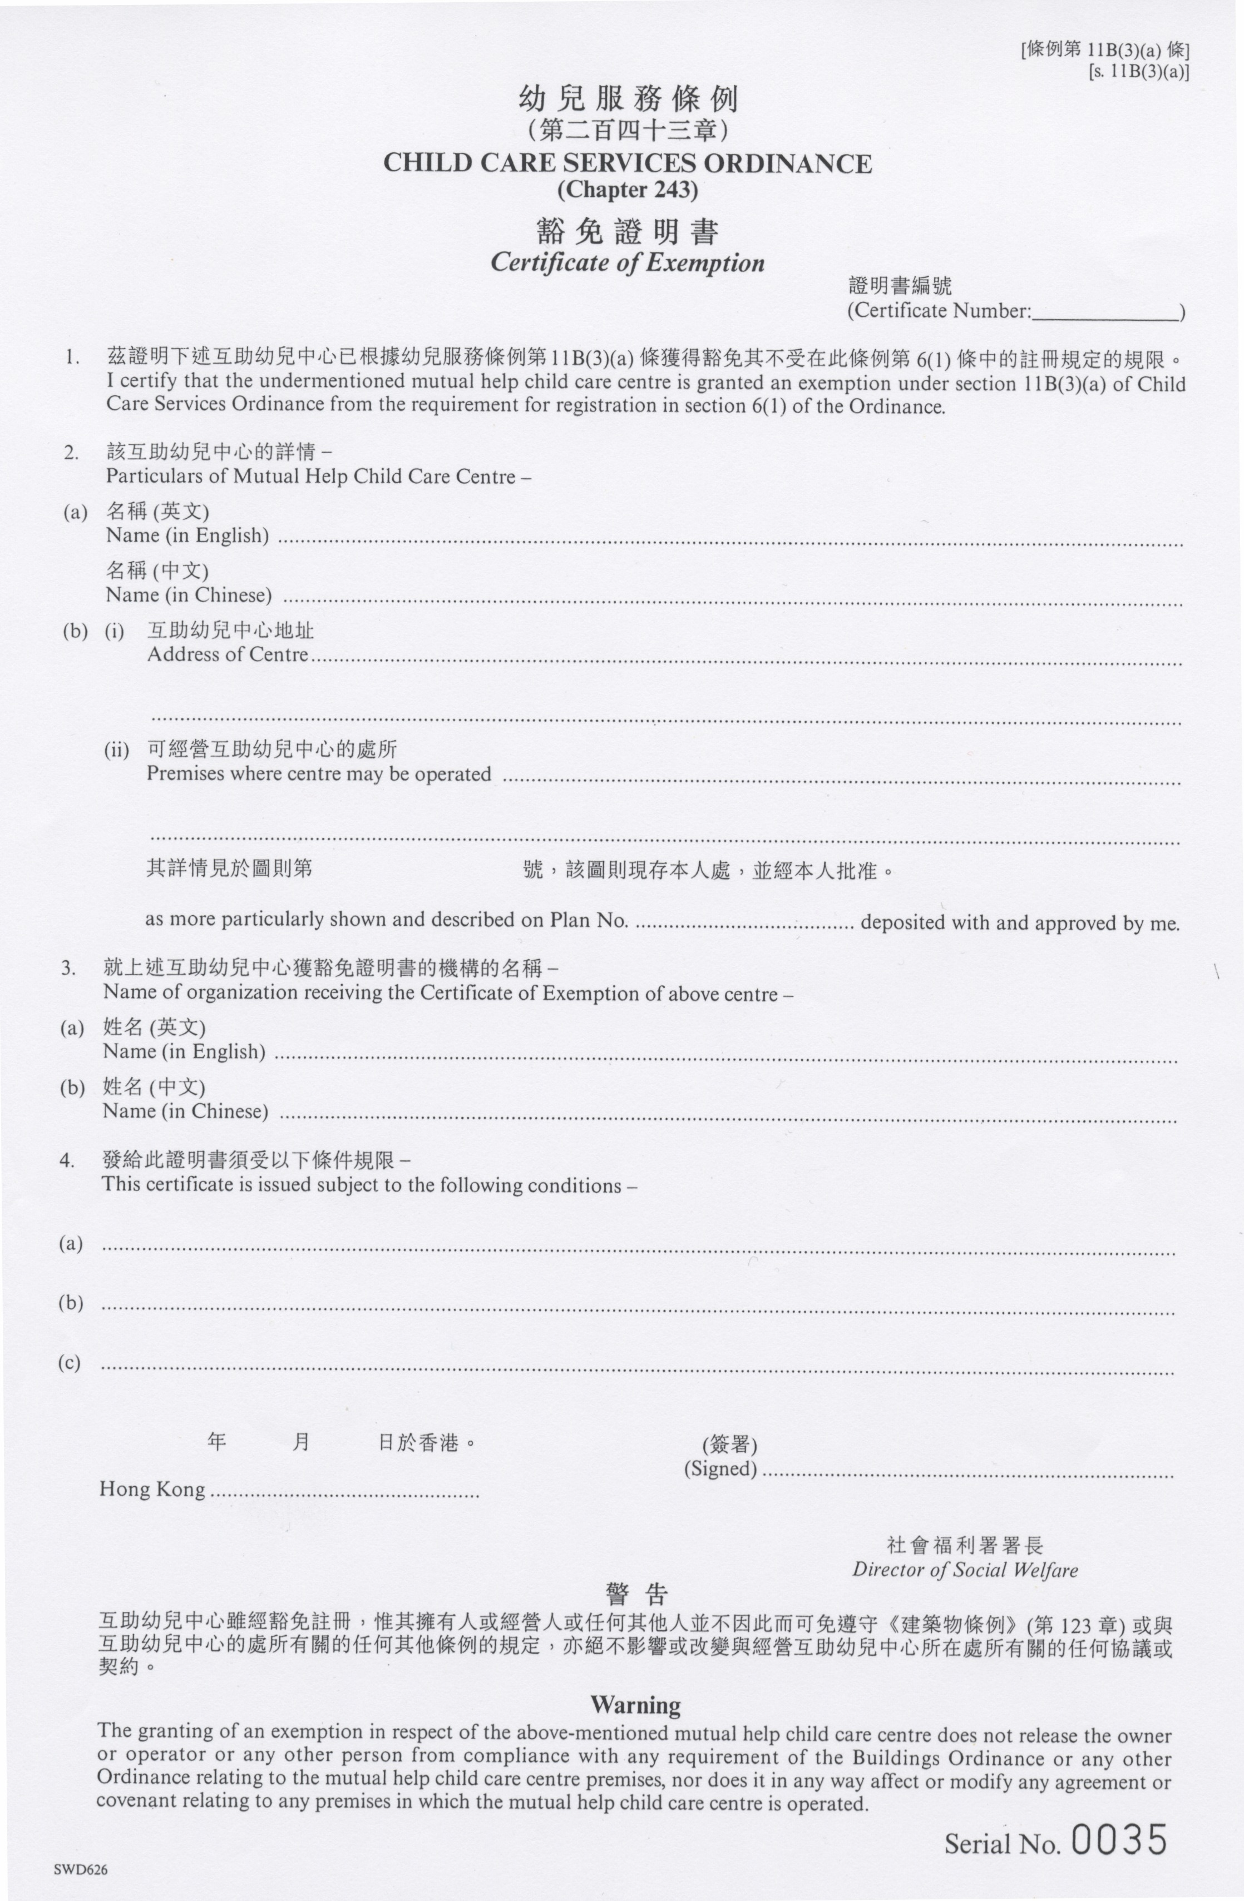 [條例第 11B(3)(a) 條]
[s. 11B(3)(a)]
幼兒服務條例
(第二百四十三章)
CHILD CARE SERVICES ORDINANCE
(Chapter 243)
豁免證明書
Certificate of Exemption
證明書編號
(Certificate Number:______________)
1. 茲證明下述互助幼兒中心已根據幼兒服務條例第 11B(3)(a) 條獲得豁免其不受在此條例第 6(1) 條中的註冊規定的規限。
I certify that the undermentioned mutual help child care centre is granted an exemption under section 11B(3)(a) of Child
Care Services Ordinance from the requirement for registration in section 6(1) of the Ordinance.
2. 該互助幼兒中心的詳情 –
Particulars of Mutual Help Child Care Centre –
(a) 名稱 (英文)
Name (in English) ....................
名稱 (中文)
Name (in Chinese) ....................
(b) (i) 互助幼兒中心地址
Address of Centre....................
....................
(ii) 可經營互助幼兒中心的處所
Premises where centre may be operated ....................
....................
其詳情見於圖則第 號，該圖則現存本人處，並經本人批准。
as more particularly shown and described on Plan No. .................... deposited with and approved by me.
3. 就上述互助幼兒中心獲豁免證明書的機構的名稱 –
Name of organization receiving the Certificate of Exemption of above centre –
(a) 姓名 (英文)
Name (in English) ....................
(b) 姓名 (中文)
Name (in Chinese) ....................
4. 發給此證明書須受以下條件規限 –
This certificate is issued subject to the following conditions –
(a) ....................
(b) ....................
(c) ....................
年 月 日於香港。 (簽署)
(Signed) ....................
Hong Kong ....................
社會福利署署長
Director of Social Welfare
警告
互助幼兒中心雖經豁免註冊，惟其擁有人或經營人或任何其他人並不因此而可免遵守《建築物條例》(第 123 章) 或與
互助幼兒中心的處所有關的任何其他條例的規定，亦絕不影響或改變與經營互助幼兒中心所在處所有關的任何協議或
契約。
Warning
The granting of an exemption in respect of the above-mentioned mutual help child care centre does not release the owner
or operator or any other person from compliance with any requirement of the Buildings Ordinance or any other
Ordinance relating to the mutual help child care centre premises, nor does it in any way affect or modify any agreement or
covenant relating to any premises in which the mutual help child care centre is operated.
Serial No. 0035
SWD626